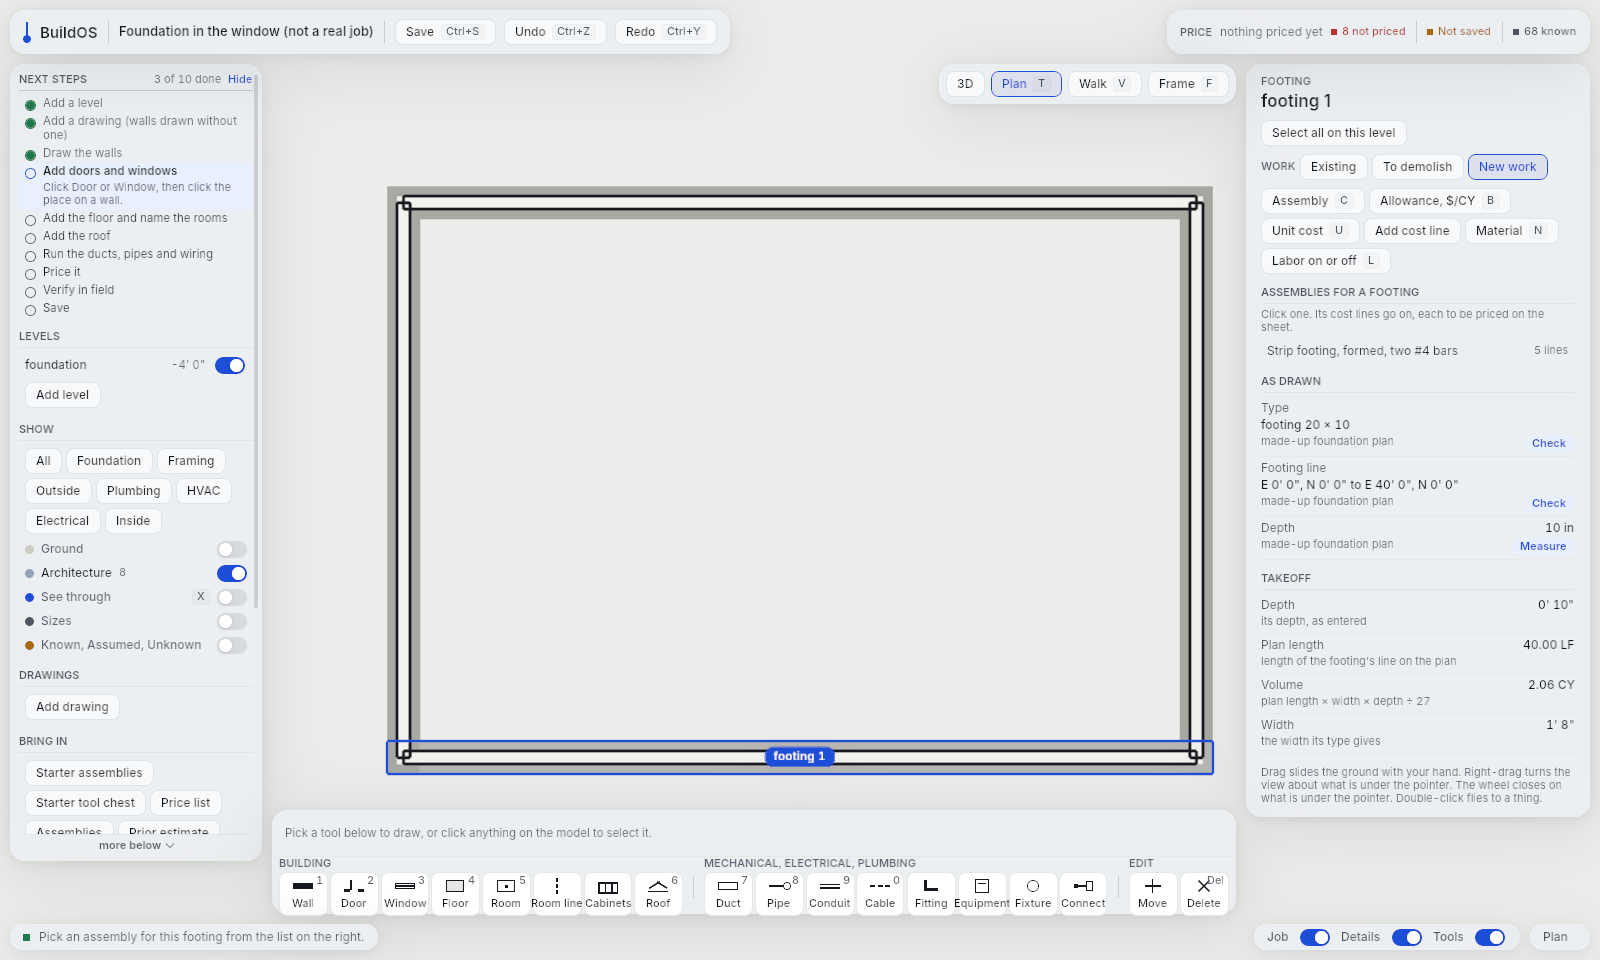 BuildOS
Foundation in the window (not a real job)
Save Ctrl+S
Undo Ctrl+Z
Redo Ctrl+Y
PRICE nothing priced yet 8 not priced Not saved 68 known
NEXT STEPS 3 of 10 done Hide
Add a level
Add a drawing (walls drawn without
one)
Draw the walls
Add doors and windows
Click Door or Window, then click the
place on a wall.
Add the floor and name the rooms
Add the roof
Run the ducts, pipes and wiring
Price it
Verify in field
Save
LEVELS
foundation -4' 0"
Add level
SHOW
All Foundation Framing
Outside Plumbing HVAC
Electrical Inside
Ground
Architecture 8
See through X
Sizes
Known, Assumed, Unknown
DRAWINGS
Add drawing
BRING IN
Starter assemblies
Starter tool chest Price list
Assemblies Prior estimate
more below
3D Plan T Walk V Frame F
footing 1
Pick a tool below to draw, or click anything on the model to select it.
BUILDING
Wall 1 Door 2 Window 3 Floor 4 Room 5 Room line Cabinets Roof 6
MECHANICAL, ELECTRICAL, PLUMBING
Duct 7 Pipe 8 Conduit 9 Cable 0 Fitting Equipment Fixture Connect
EDIT
Move Delete Del
FOOTING
footing 1
Select all on this level
WORK Existing To demolish New work
Assembly C Allowance, $/CY B
Unit cost U Add cost line Material N
Labor on or off L
ASSEMBLIES FOR A FOOTING
Click one. Its cost lines go on, each to be priced on the
sheet.
Strip footing, formed, two #4 bars 5 lines
AS DRAWN
Type
footing 20 × 10
made-up foundation plan Check
Footing line
E 0' 0", N 0' 0" to E 40' 0", N 0' 0"
made-up foundation plan Check
Depth 10 in
made-up foundation plan Measure
TAKEOFF
Depth 0' 10"
its depth, as entered
Plan length 40.00 LF
length of the footing's line on the plan
Volume 2.06 CY
plan length × width × depth ÷ 27
Width 1' 8"
the width its type gives
Drag slides the ground with your hand. Right-drag turns the
view about what is under the pointer. The wheel closes on
what is under the pointer. Double-click flies to a thing.
Pick an assembly for this footing from the list on the right.
Job Details Tools Plan